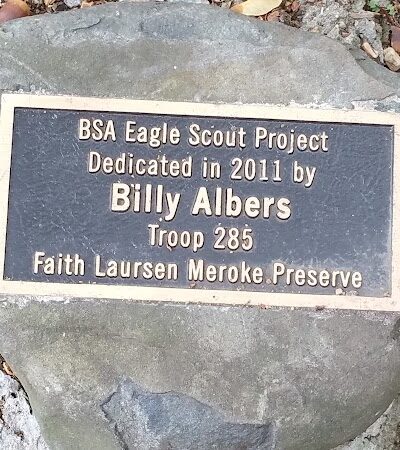 BSA Eagle Scout Project
Dedicated in 2011 by
Billy Albers
Troop 285
Faith Laursen Meroke Preserve